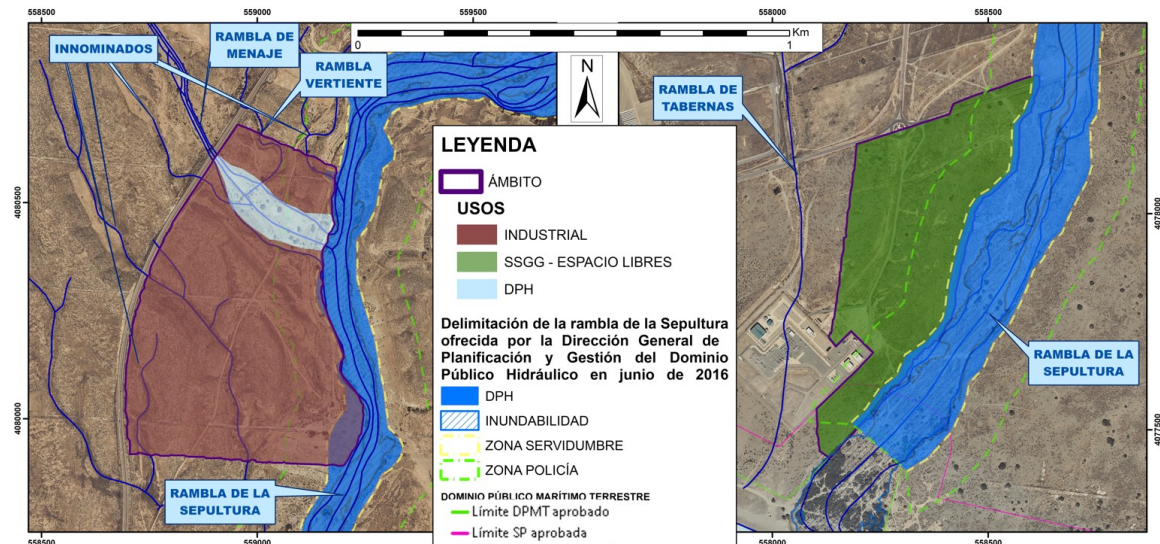 558500
559000
559500
558000
558500
INNOMINADOS
RAMBLA DE
MENAJE
RAMBLA
VERTIENTE
0
1
Km
N
RAMBLA DE
TABERNAS
LEYENDA
ÁMBITO
USOS
INDUSTRIAL
SSGG - ESPACIO LIBRES
DPH
Delimitación de la rambla de la Sepultura
ofrecida por la Dirección General de
Planificación y Gestión del Dominio
Público Hidráulico en junio de 2016
DPH
INUNDABILIDAD
ZONA SERVIDUMBRE
ZONA POLICÍA
DOMINIO PÚBLICO MARÍTIMO TERRESTRE
Límite DPMT aprobado
Límite SP aprobada
RAMBLA DE LA
SEPULTURA
RAMBLA DE LA
SEPULTURA
4080500
4080000
4078000
4077500
558500
559000
558000
558500